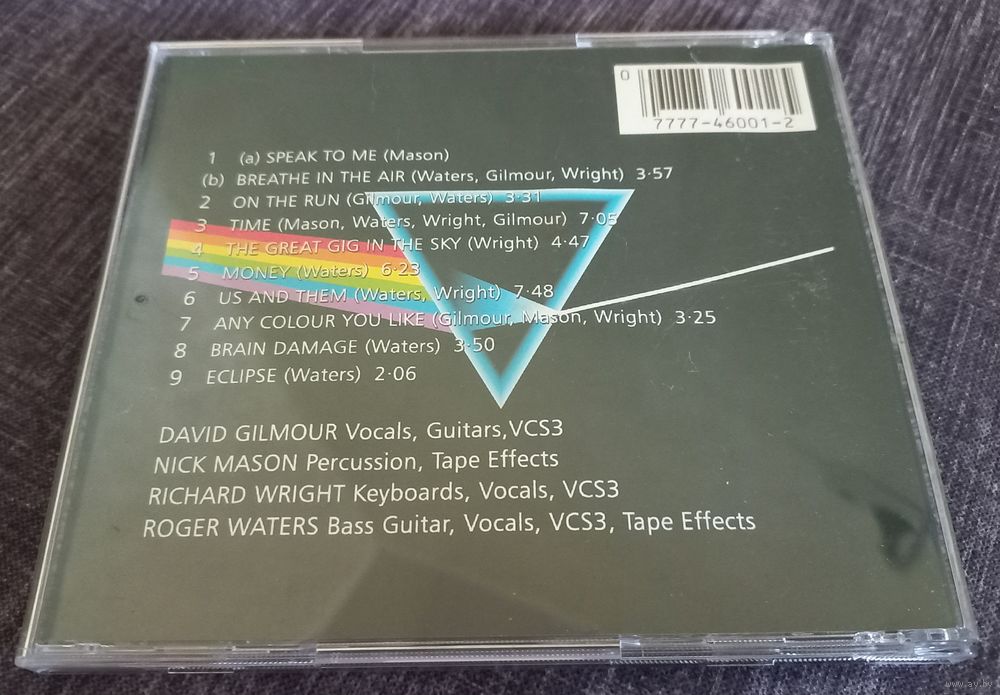 0
7777-46001-2
1 (a) SPEAK TO ME (Mason)
(b) BREATHE IN THE AIR (Waters, Gilmour, Wright) 3·57
2 ON THE RUN (Gilmour, Waters) 3·31
3 TIME (Mason, Waters, Wright, Gilmour) 7·05
4 THE GREAT GIG IN THE SKY (Wright) 4·47
5 MONEY (Waters) 6·23
6 US AND THEM (Waters, Wright) 7·48
7 ANY COLOUR YOU LIKE (Gilmour, Mason, Wright) 3·25
8 BRAIN DAMAGE (Waters) 3·50
9 ECLIPSE (Waters) 2·06
DAVID GILMOUR Vocals, Guitars,VCS3
NICK MASON Percussion, Tape Effects
RICHARD WRIGHT Keyboards, Vocals, VCS3
ROGER WATERS Bass Guitar, Vocals, VCS3, Tape Effects
www.ay.by